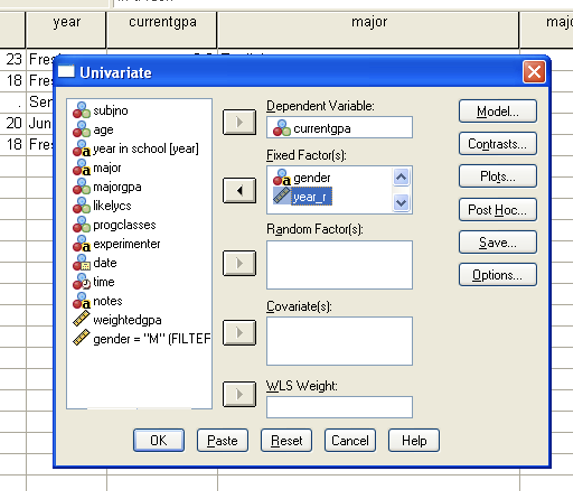 year currentgpa major majo
23 Fres
18 Fres
. Sen
20 Jun
18 Fres
Univariate
subjno
age
year in school [year]
major
majorgpa
likelycs
progclasses
experimenter
date
time
notes
weightedgpa
gender = "M" (FILTEF
Dependent Variable:
currentgpa
Fixed Factor(s):
gender
year_r
Random Factor(s):
Covariate(s):
WLS Weight:
Model...
Contrasts...
Plots...
Post Hoc...
Save...
Options...
OK Paste Reset Cancel Help